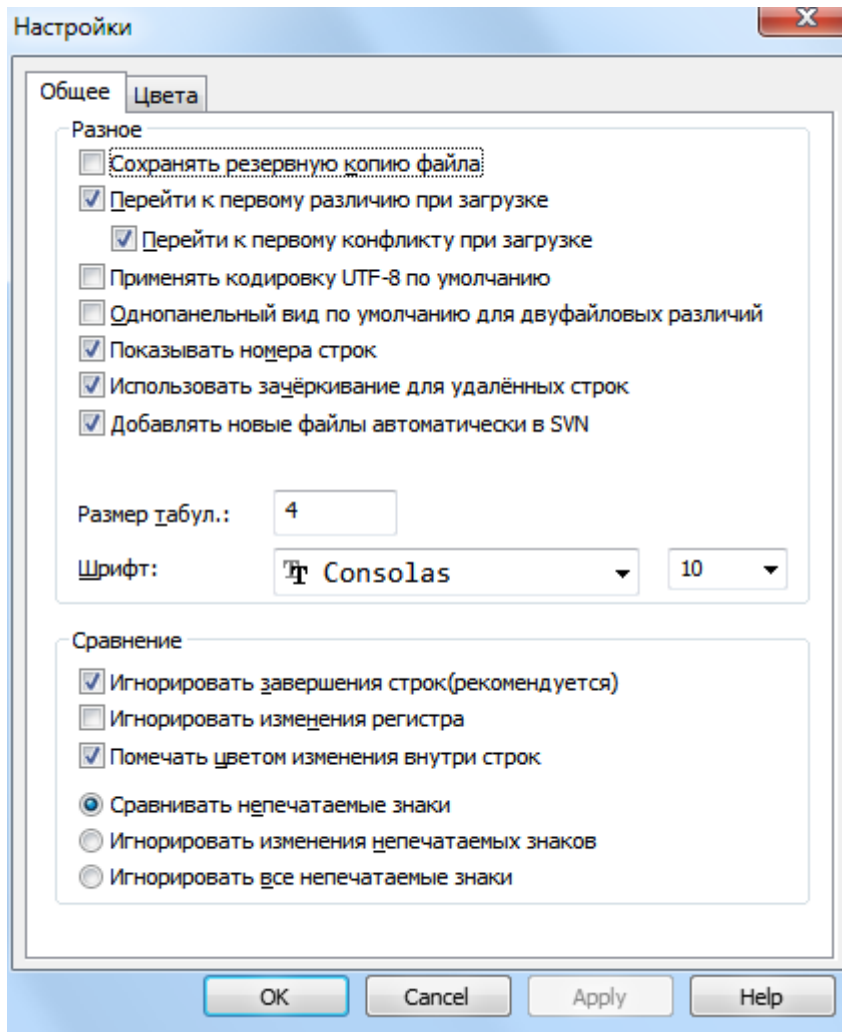 Настройки
Общее Цвета
Разное
Сохранять резервную копию файла
Перейти к первому различию при загрузке
Перейти к первому конфликту при загрузке
Применять кодировку UTF-8 по умолчанию
Однопанельный вид по умолчанию для двуфайловых различий
Показывать номера строк
Использовать зачёркивание для удалённых строк
Добавлять новые файлы автоматически в SVN
Размер табул.: 4
Шрифт: Consolas 10
Сравнение
Игнорировать завершения строк(рекомендуется)
Игнорировать изменения регистра
Помечать цветом изменения внутри строк
Сравнивать непечатаемые знаки
Игнорировать изменения непечатаемых знаков
Игнорировать все непечатаемые знаки
OK Cancel Apply Help